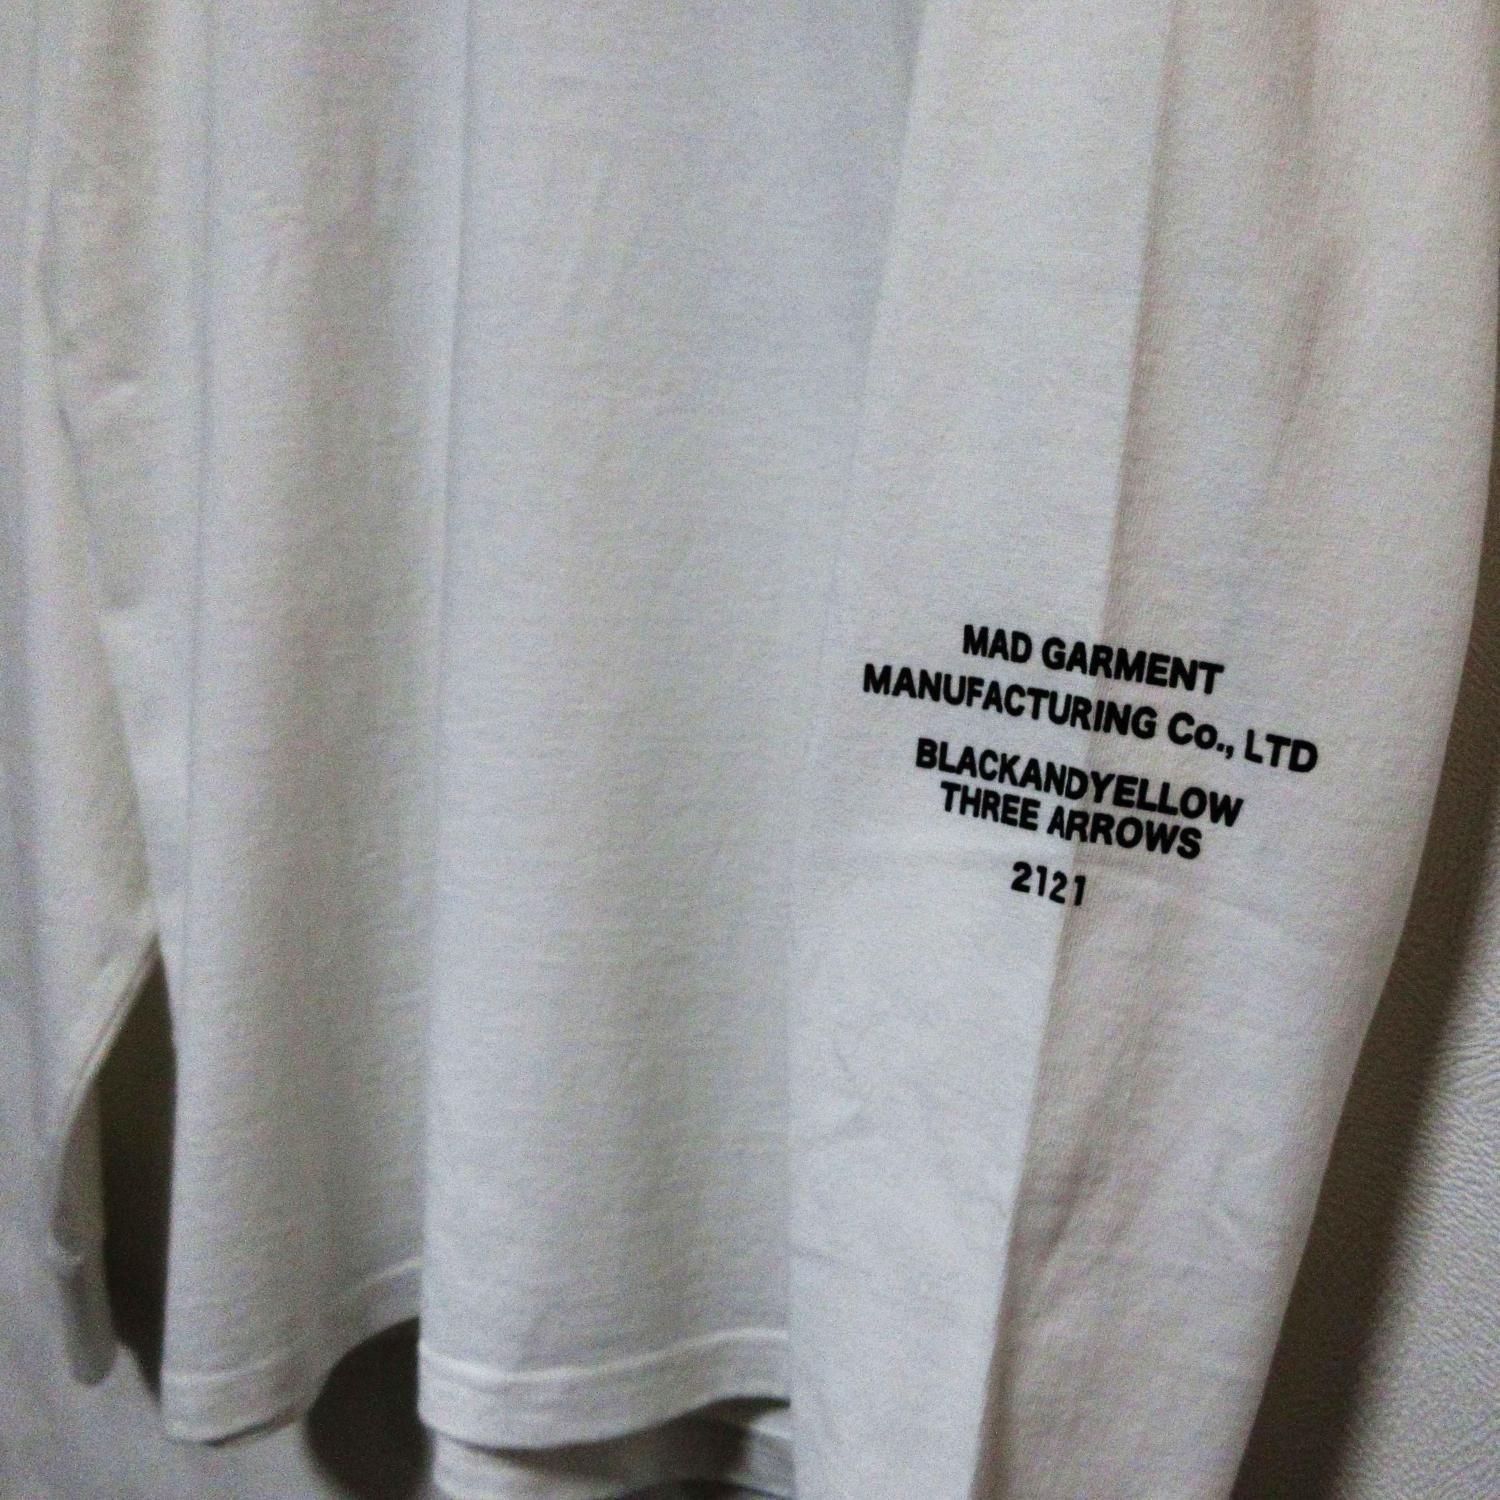 MAD GARMENT
MANUFACTURING Co., LTD
BLACKANDYELLOW
THREE ARROWS
2121